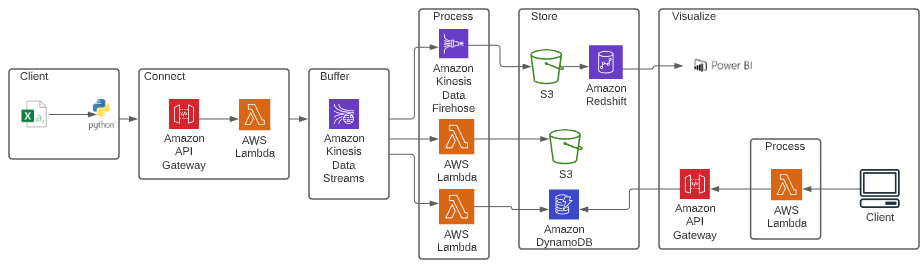 Client
a,
python
Connect
Amazon
API
Gateway
AWS
Lambda
Buffer
Amazon
Kinesis
Data
Streams
Process
Amazon
Kinesis
Data
Firehose
AWS
Lambda
AWS
Lambda
Store
S3
Amazon
Redshift
S3
Amazon
DynamoDB
Visualize
Power BI
Amazon
API
Gateway
Process
AWS
Lambda
Client